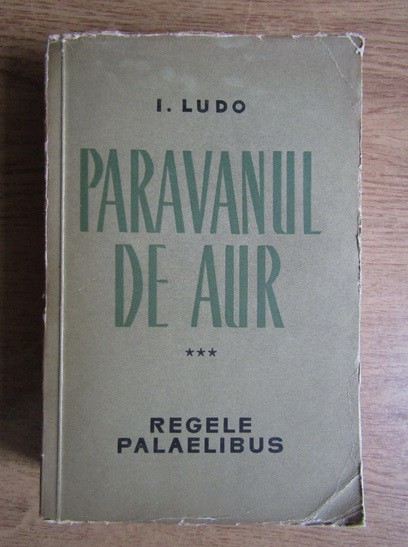 I. LUDO
PARAVANUL
DE AUR
***
REGELE
PALAELIBUS